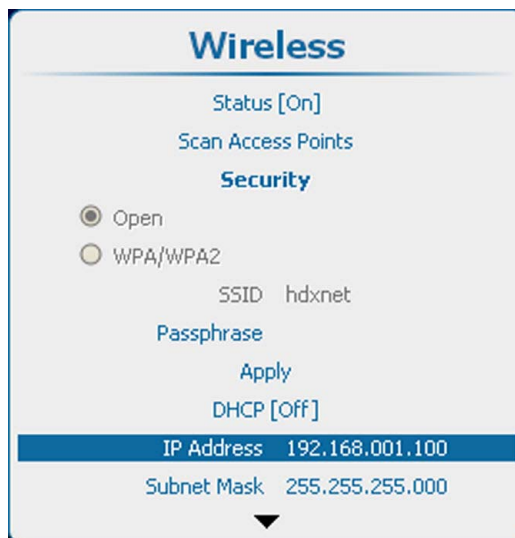 Wireless
Status [On]
Scan Access Points
Security
Open
WPA/WPA2
SSID hdxnet
Passphrase
Apply
DHCP [Off]
IP Address 192.168.001.100
Subnet Mask 255.255.255.000